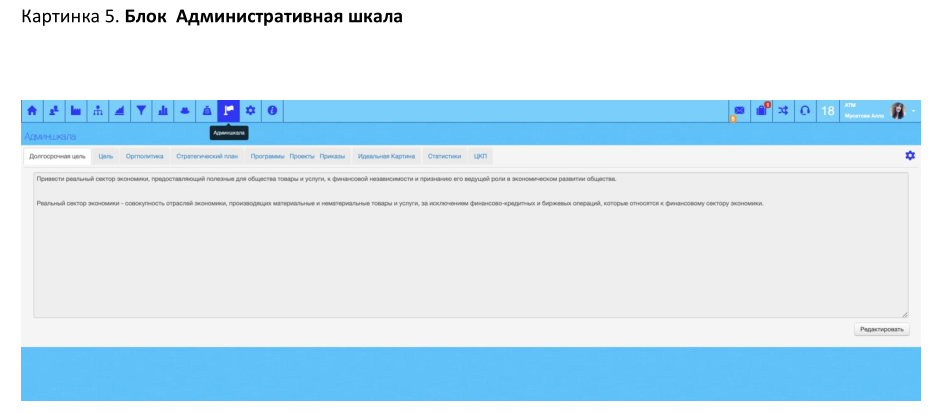 Картинка 5. Блок Административная шкала
18
АТМ
Мусатова Алла
Админшкала
Админшкала
Долгосрочная цель Цель Оргполитика Стратегический план Программы Проекты Приказы Идеальная Картина Статистики ЦКП
Привести реальный сектор экономики, предоставляющий полезные для общества товары и услуги, к финансовой независимости и признанию его ведущей роли в экономическом развитии общества.
Реальный сектор экономики - совокупность отраслей экономики, производящих материальные и нематериальные товары и услуги, за исключением финансово-кредитных и биржевых операций, которые относятся к финансовому сектору экономики.
Редактировать